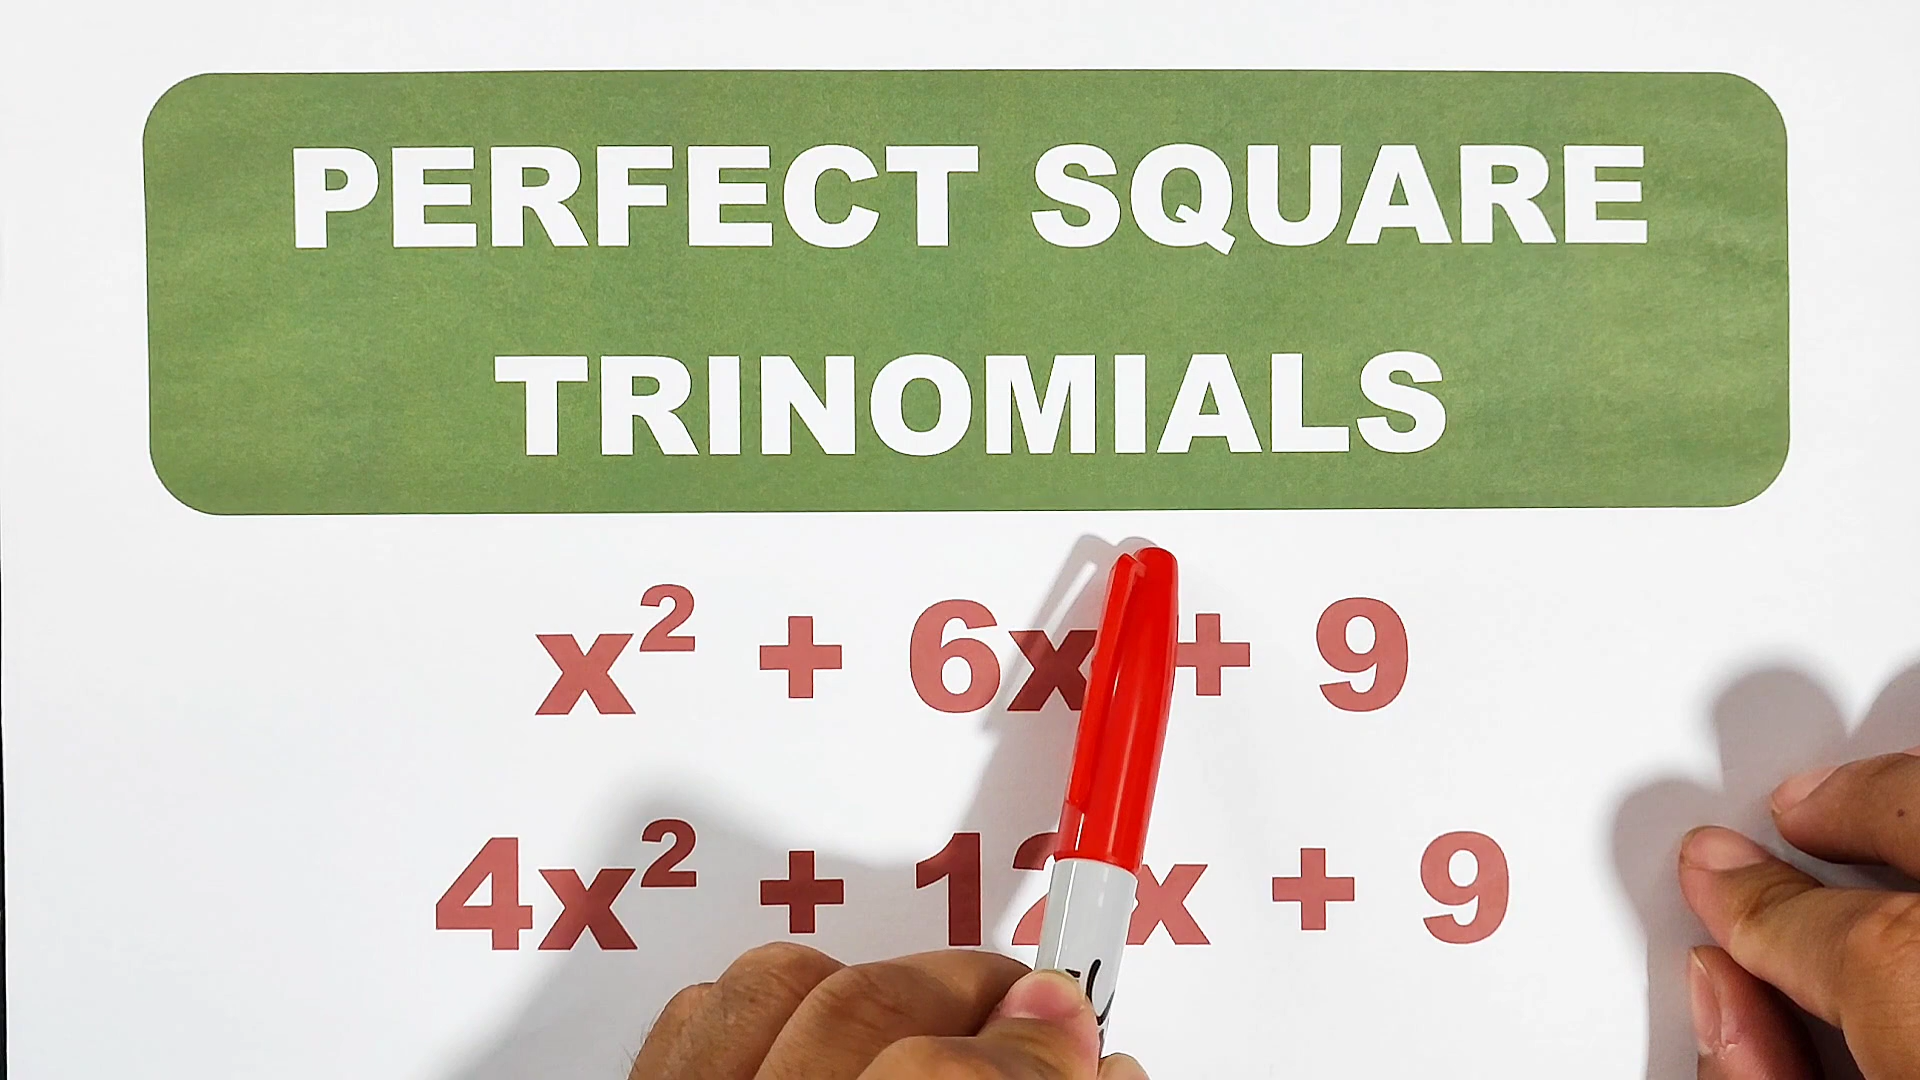 PERFECT SQUARE
TRINOMIALS
x² + 6x + 9
4x² + 12x + 9